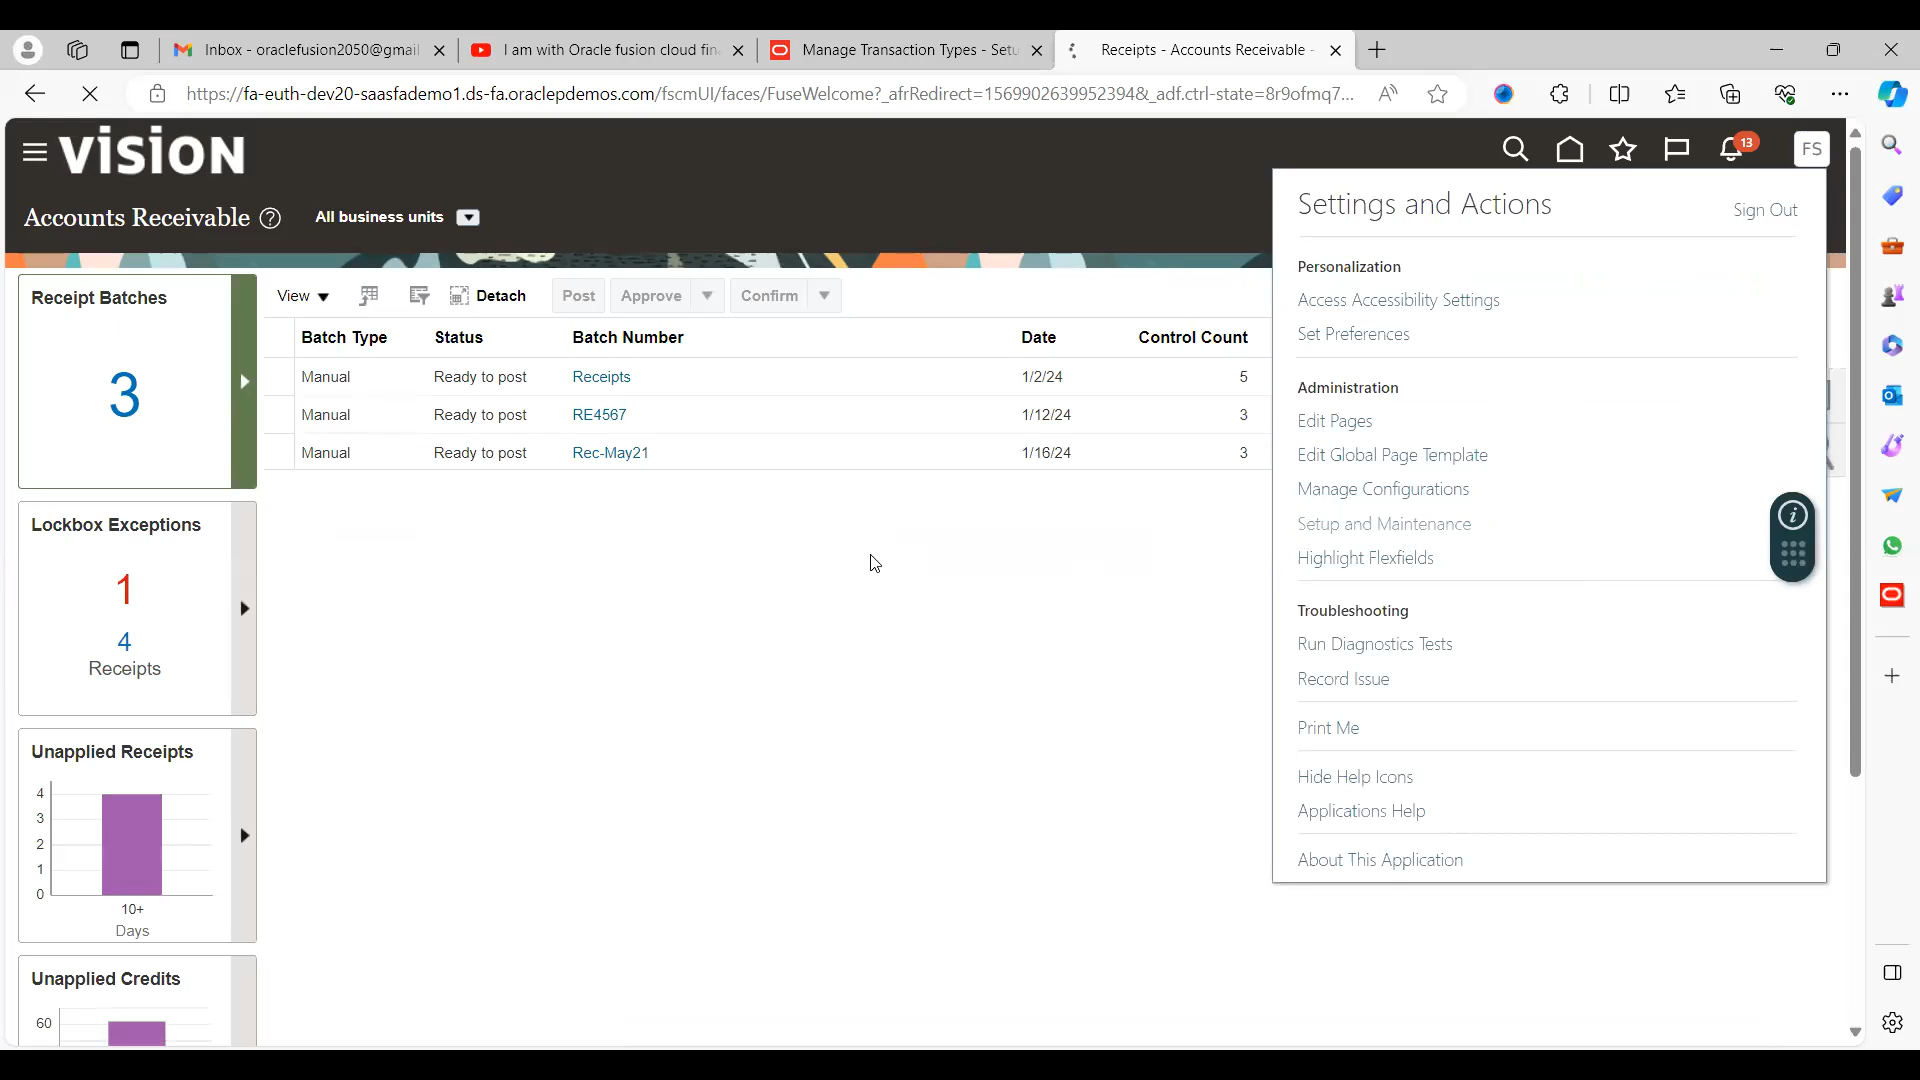 Inbox - oraclefusion2050@gmail
I am with Oracle fusion cloud fin
Manage Transaction Types - Setu
Receipts - Accounts Receivable -
https://fa-euth-dev20-saasfademo1.ds-fa.oraclepdemos.com/fscmUI/faces/FuseWelcome?_afrRedirect=1569902639952394&_adf.ctrl-state=8r9ofmq7...
VISION
13
FS
Accounts Receivable
All business units
Settings and Actions
Sign Out
Personalization
Access Accessibility Settings
Set Preferences
Administration
Edit Pages
Edit Global Page Template
Manage Configurations
Setup and Maintenance
Highlight Flexfields
Troubleshooting
Run Diagnostics Tests
Record Issue
Print Me
Hide Help Icons
Applications Help
About This Application
Receipt Batches
3
Lockbox Exceptions
1
4
Receipts
Unapplied Receipts
4
3
2
1
0
10+
Days
Unapplied Credits
60
View Detach Post Approve Confirm
Batch Type Status Batch Number Date Control Count
Manual Ready to post Receipts 1/2/24 5
Manual Ready to post RE4567 1/12/24 3
Manual Ready to post Rec-May21 1/16/24 3